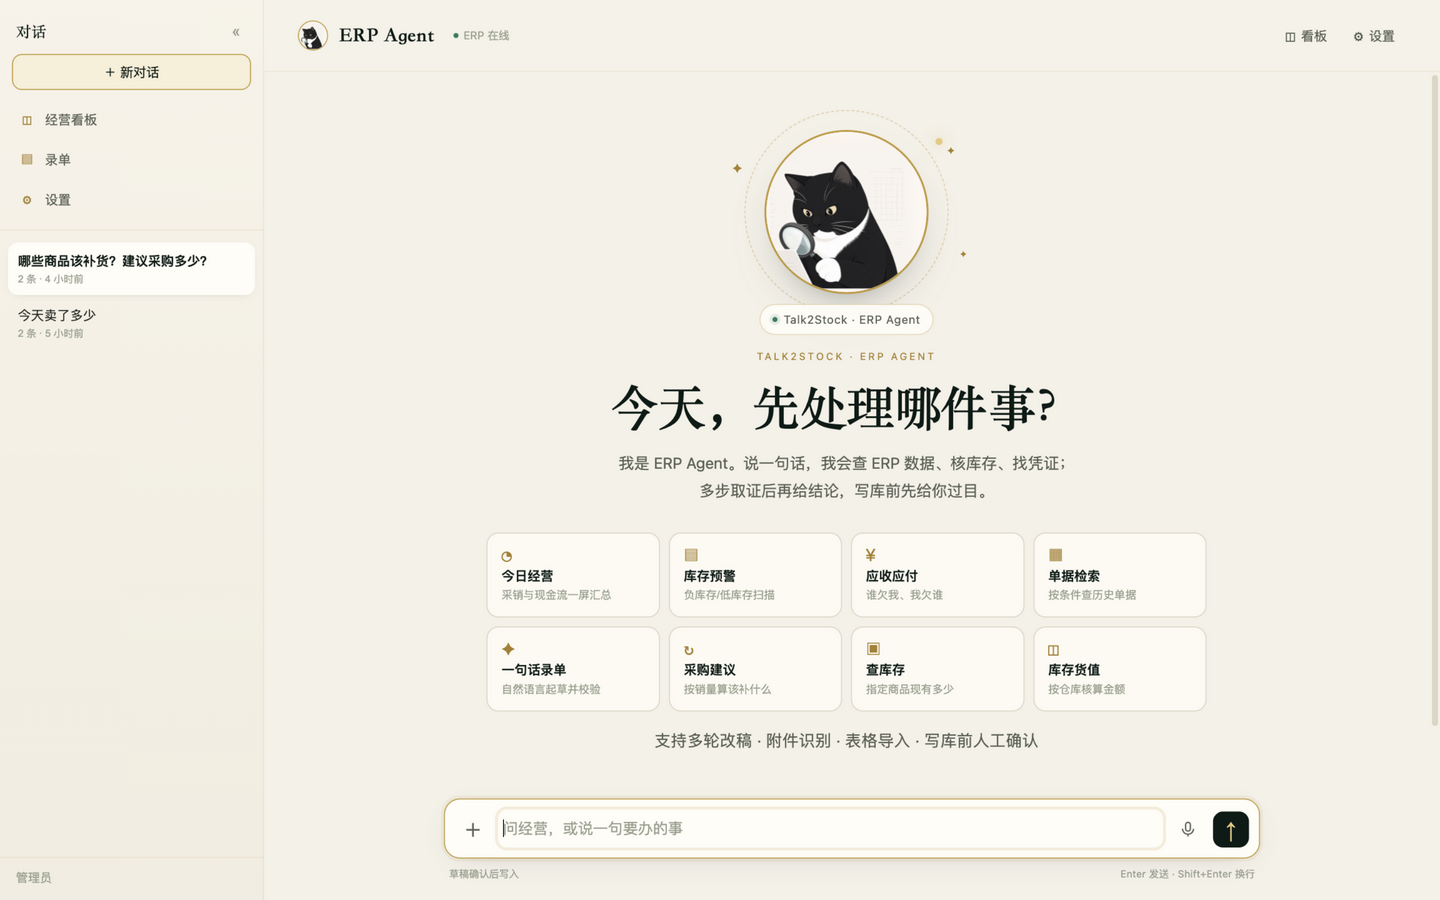 对话
«
+ 新对话
经营看板
录单
设置
哪些商品该补货？建议采购多少？
2 条 · 4 小时前
今天卖了多少
2 条 · 5 小时前
管理员
ERP Agent
ERP 在线
看板
设置
Talk2Stock · ERP Agent
TALK2STOCK · ERP AGENT
今天，先处理哪件事?
我是 ERP Agent。说一句话，我会查 ERP 数据、核库存、找凭证；
多步取证后再给结论，写库前先给你过目。
今日经营
采销与现金流一屏汇总
库存预警
负库存/低库存扫描
¥
应收应付
谁欠我、我欠谁
单据检索
按条件查历史单据
一句话录单
自然语言起草并校验
采购建议
按销量算该补什么
查库存
指定商品现有多少
库存货值
按仓库核算金额
支持多轮改稿 · 附件识别 · 表格导入 · 写库前人工确认
问经营，或说一句要办的事
草稿确认后写入
Enter 发送 · Shift+Enter 换行